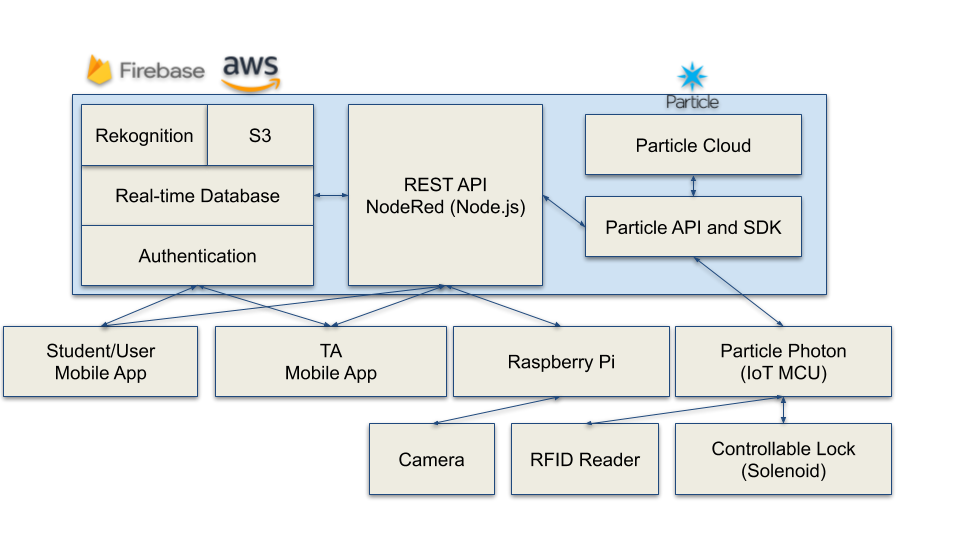 Firebase
aws
Particle
Rekognition
S3
Real-time Database
Authentication
REST API
NodeRed (Node.js)
Particle Cloud
Particle API and SDK
Student/User
Mobile App
TA
Mobile App
Raspberry Pi
Particle Photon
(IoT MCU)
Camera
RFID Reader
Controllable Lock
(Solenoid)